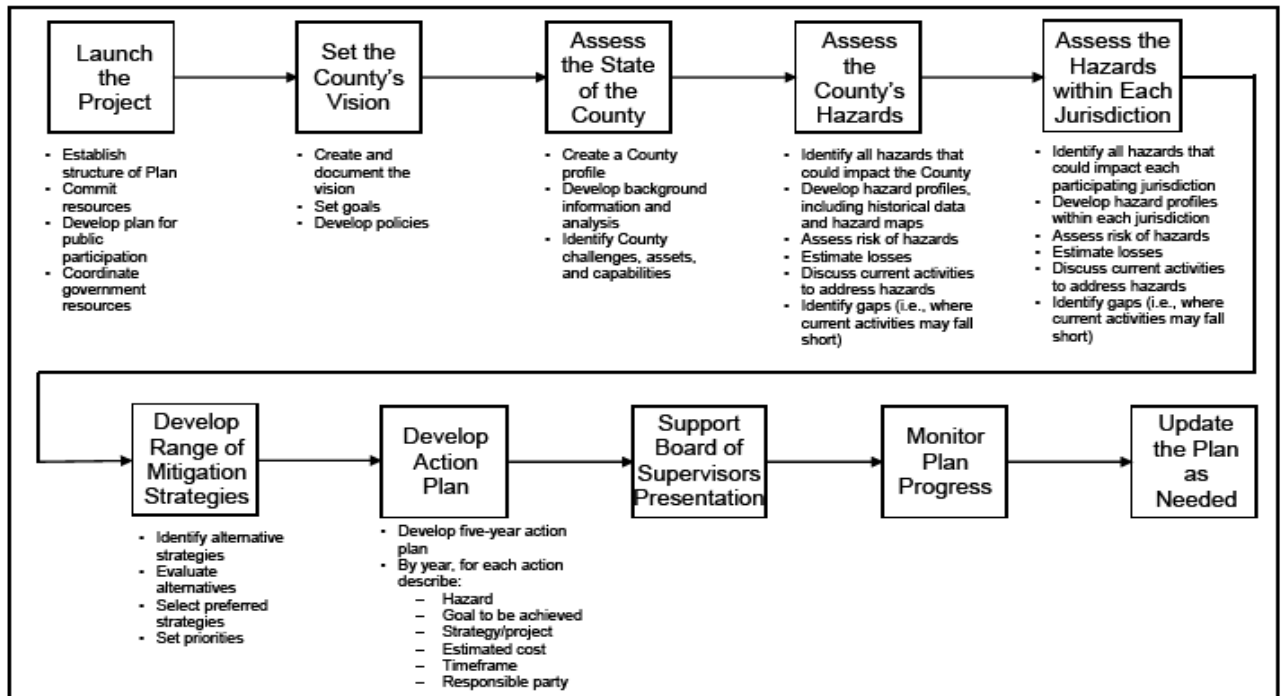 Launch
the
Project
Set the
County's
Vision
Assess
the State
of the
County
Assess
the
County's
Hazards
Assess the
Hazards
within Each
Jurisdiction
- Establish
structure of Plan
- Commit
resources
- Develop plan for
public
participation
- Coordinate
government
resources
- Create and
document the
vision
- Set goals
- Develop policies
- Create a County
profile
- Develop background
information and
analysis
- Identify County
challenges, assets,
and capabilities
- Identify all hazards that
could impact the County
- Develop hazard profiles,
including historical data
and hazard maps
- Assess risk of hazards
- Estimate losses
- Discuss current activities
to address hazards
- Identify gaps (i.e., where
current activities may fall
short)
- Identify all hazards that
could impact each
participating jurisdiction
- Develop hazard profiles
within each jurisdiction
- Assess risk of hazards
- Estimate losses
- Discuss current activities
to address hazards
- Identify gaps (i.e., where
current activities may fall
short)
Develop
Range of
Mitigation
Strategies
Develop
Action
Plan
Support
Board of
Supervisors
Presentation
Monitor
Plan
Progress
Update
the Plan
as
Needed
- Identify alternative
strategies
- Evaluate
alternatives
- Select preferred
strategies
- Set priorities
- Develop five-year action
plan
- By year, for each action
describe:
– Hazard
– Goal to be achieved
– Strategy/project
– Estimated cost
– Timeframe
– Responsible party